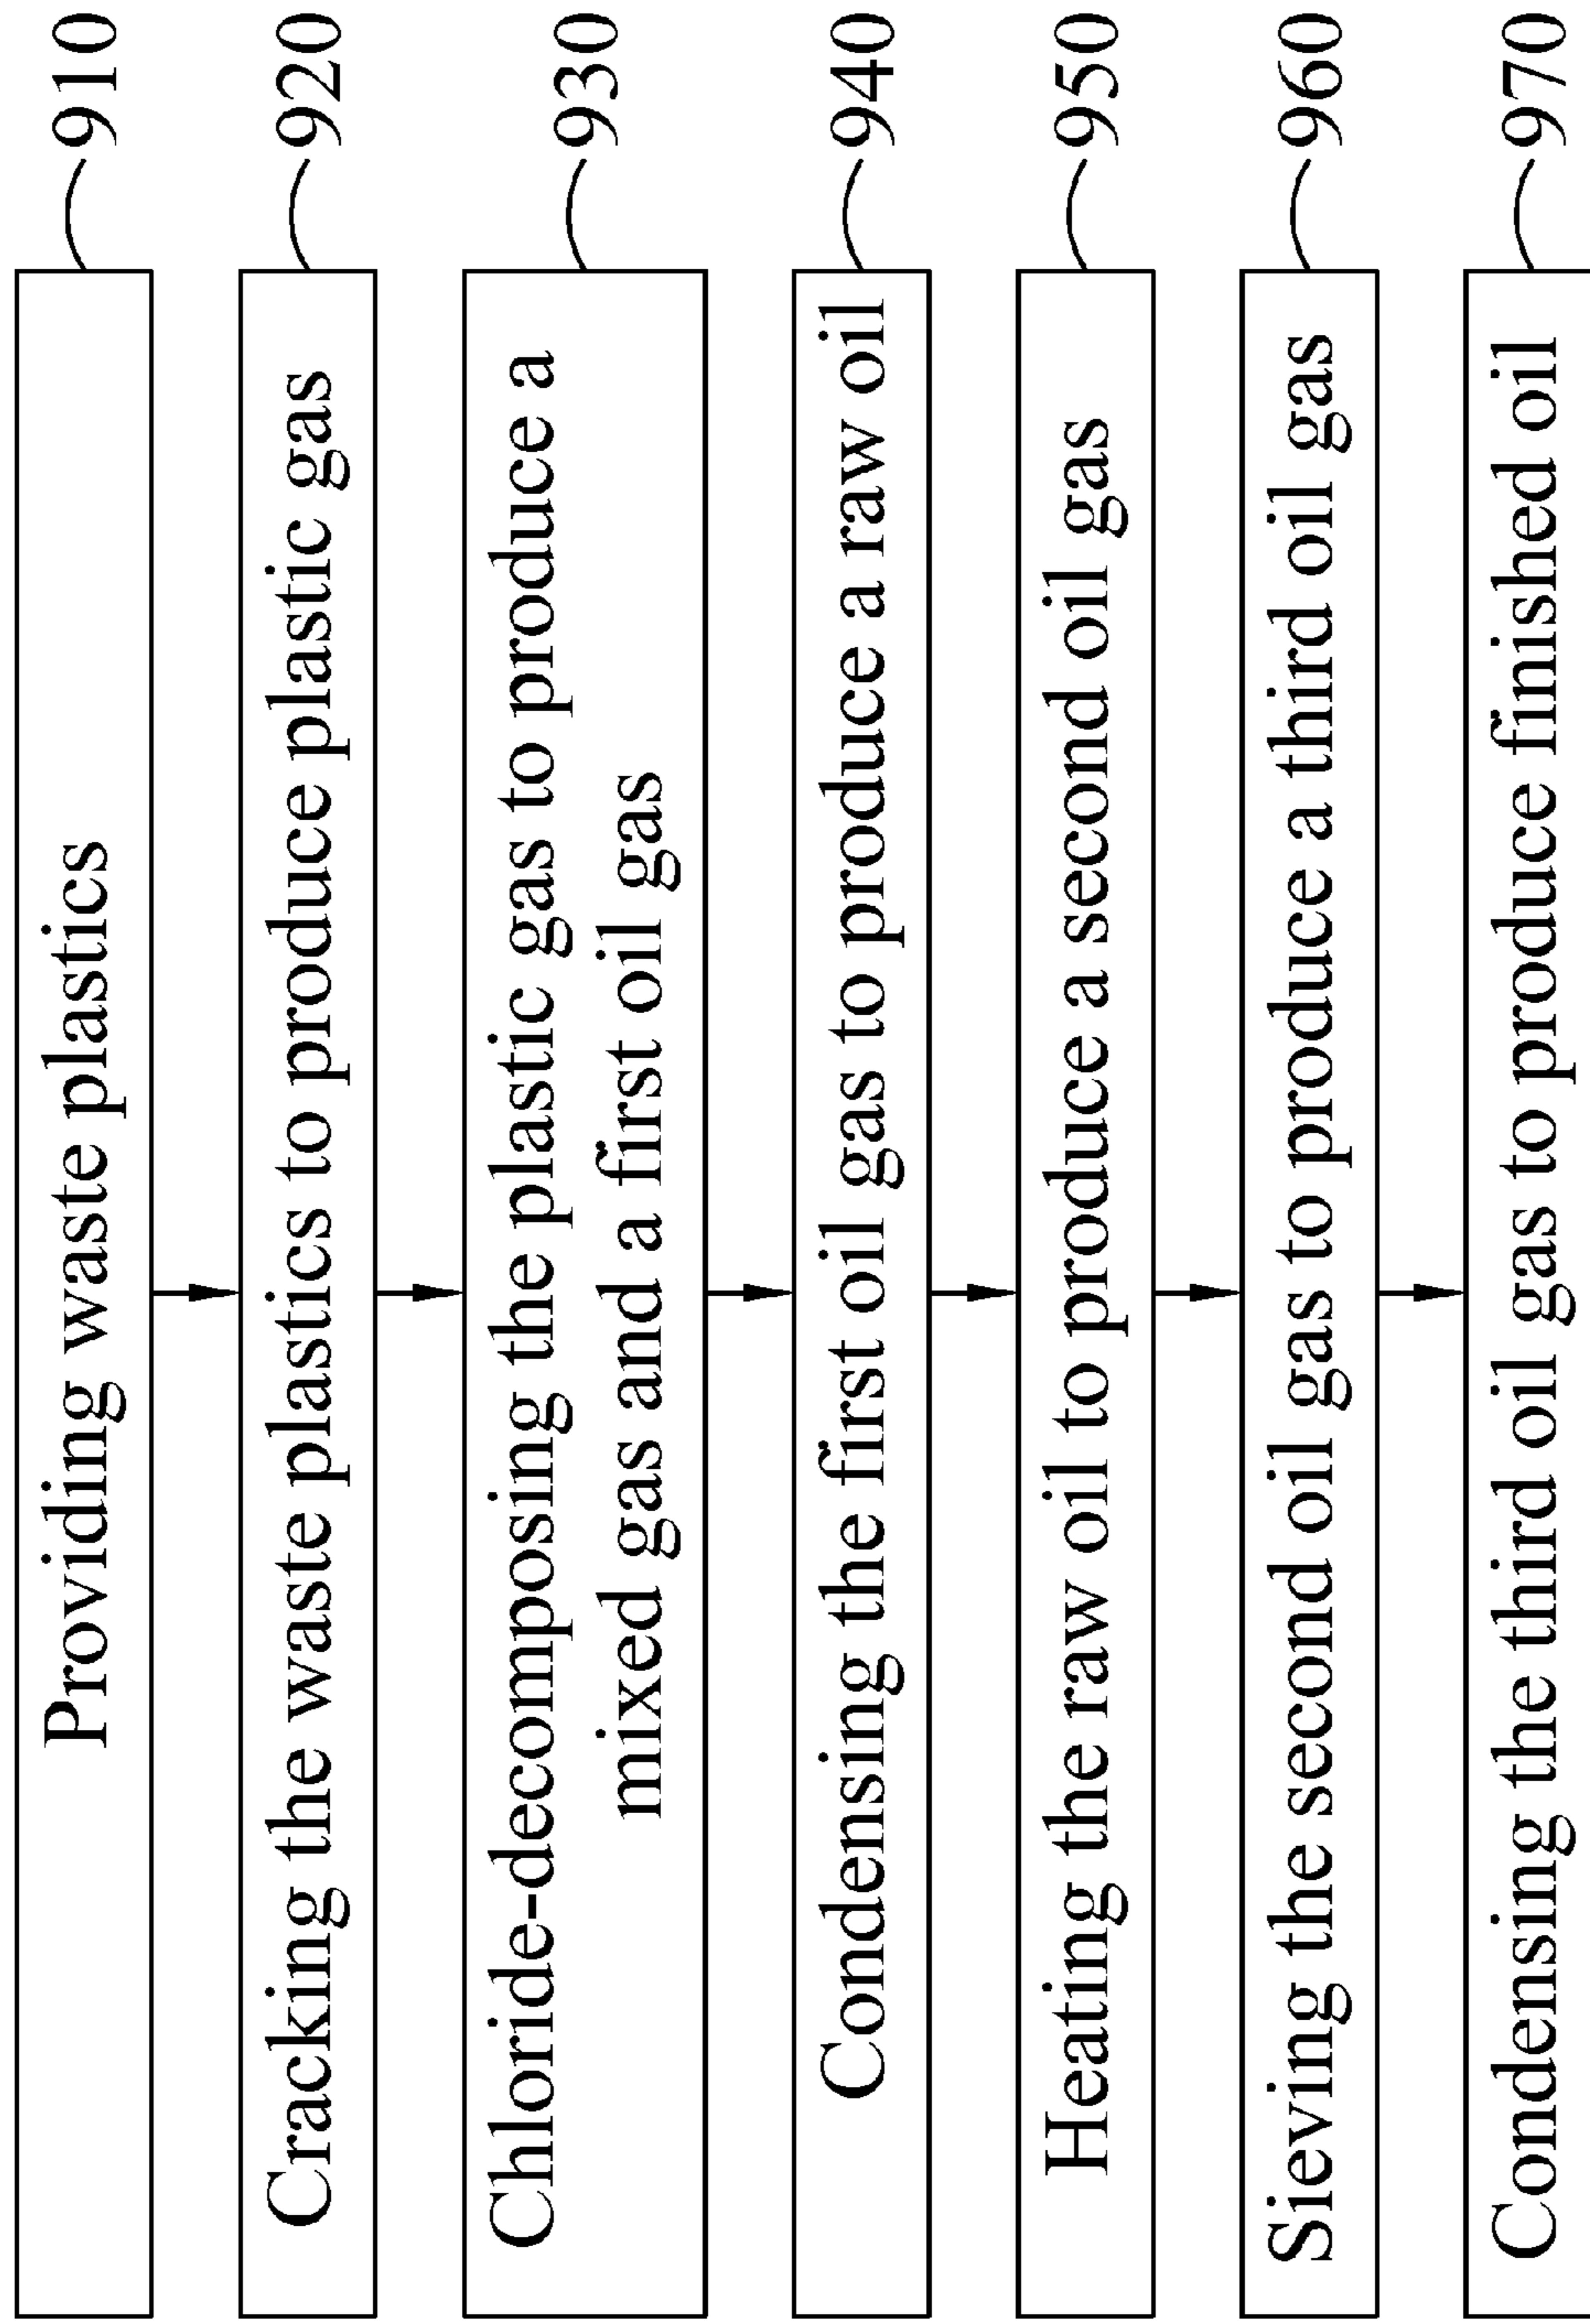 Providing waste plastics 910
Cracking the waste plastics to produce plastic gas 920
Chloride-decomposing the plastic gas to produce a 930
mixed gas and a first oil gas
Condensing the first oil gas to produce a raw oil 940
Heating the raw oil to produce a second oil gas 950
Sieving the second oil gas to produce a third oil gas 960
Condensing the third oil gas to produce finished oil 970